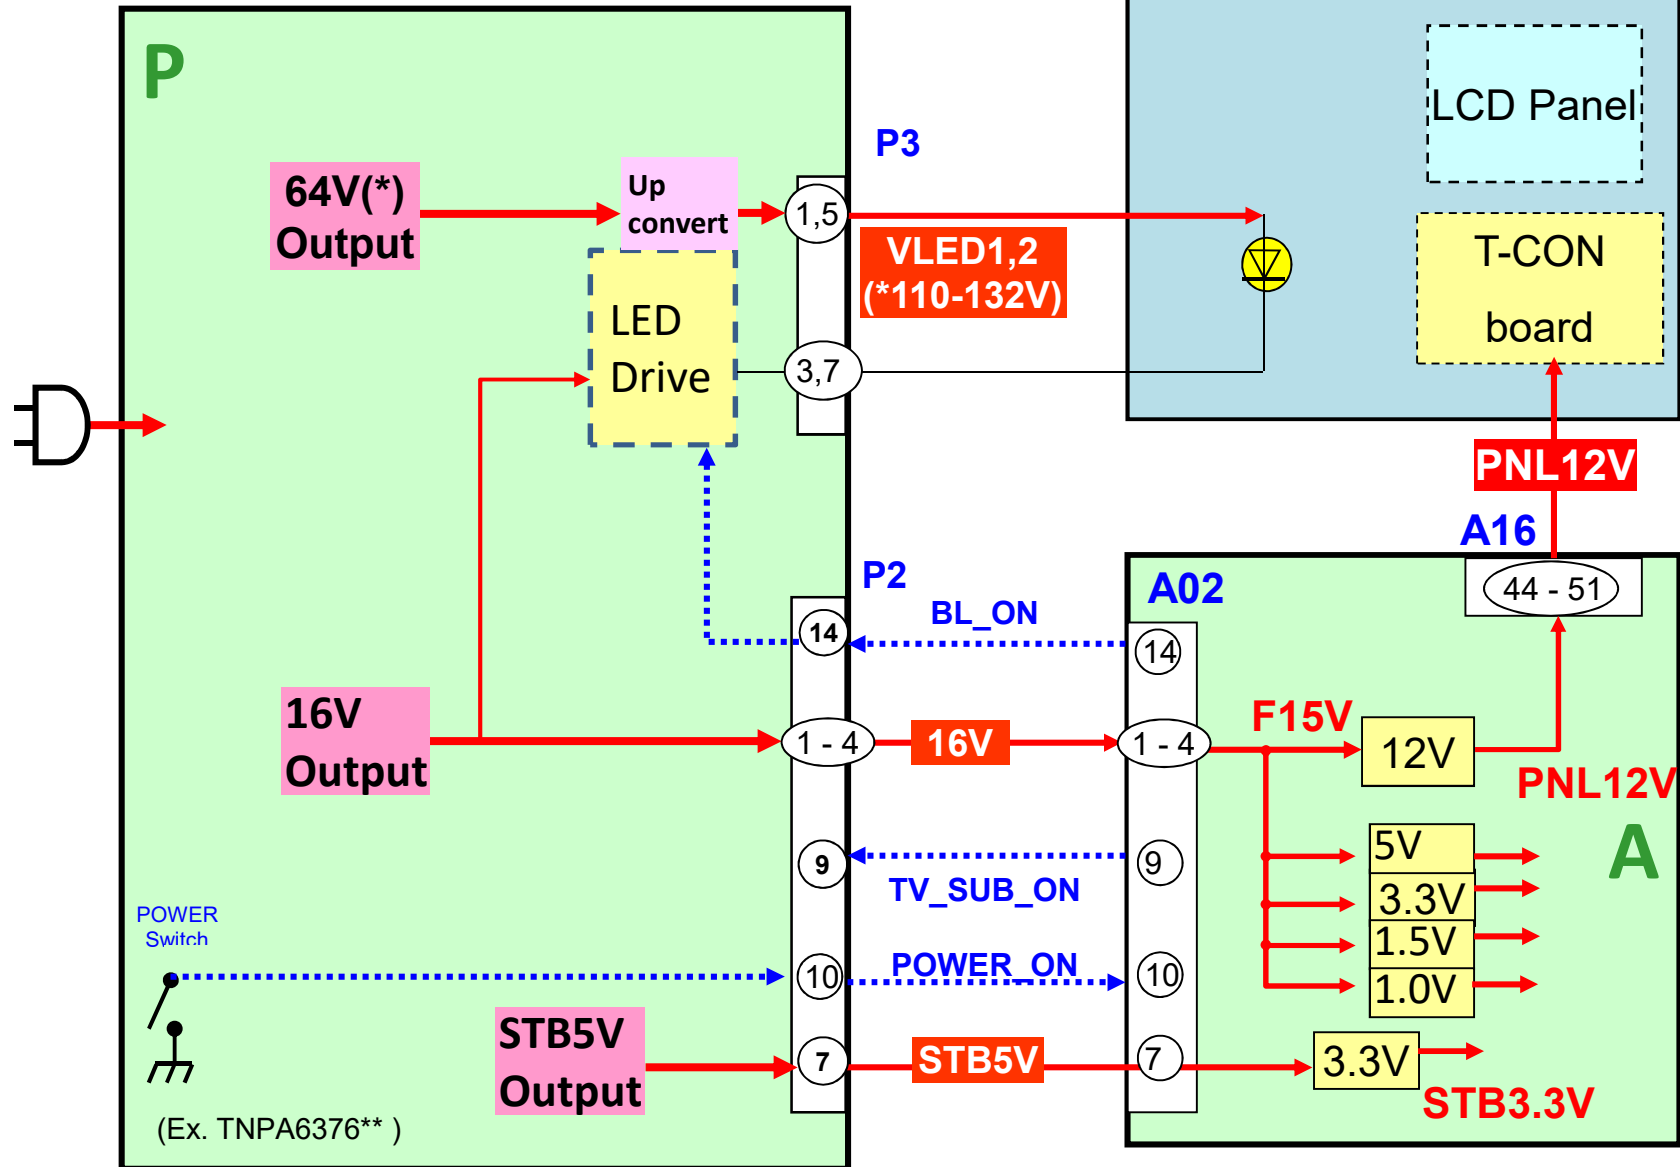 P
64V(*)
Output
Up
convert
LED
Drive
1,5
3,7
P3
VLED1,2
(*110-132V)
LCD Panel
T-CON
board
PNL12V
A16
44 - 51
P2
A02
BL_ON
14
14
16V
Output
1 - 4
16V
1 - 4
F15V
12V
PNL12V
A
9
TV_SUB_ON
9
5V
3.3V
1.5V
1.0V
POWER
Switch
10
POWER_ON
10
STB5V
Output
7
STB5V
7
3.3V
STB3.3V
(Ex. TNPA6376** )